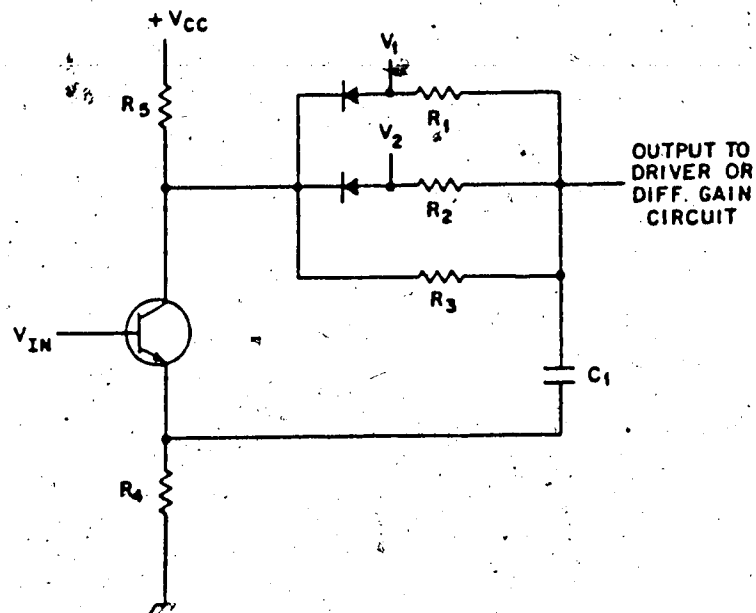 + VCC
R5
V1
R1
V2
R2
R3
OUTPUT TO
DRIVER OR
DIFF. GAIN
CIRCUIT
VIN
C1
R4